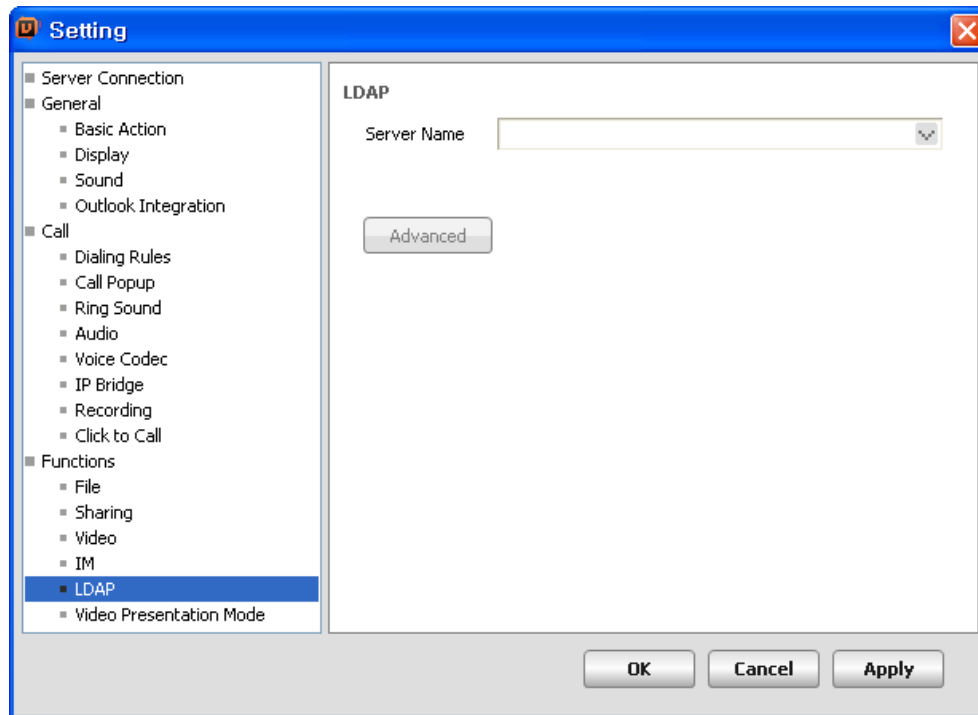 Setting
Server Connection
General
Basic Action
Display
Sound
Outlook Integration
Call
Dialing Rules
Call Popup
Ring Sound
Audio
Voice Codec
IP Bridge
Recording
Click to Call
Functions
File
Sharing
Video
IM
LDAP
Video Presentation Mode
LDAP
Server Name
Advanced
OK
Cancel
Apply